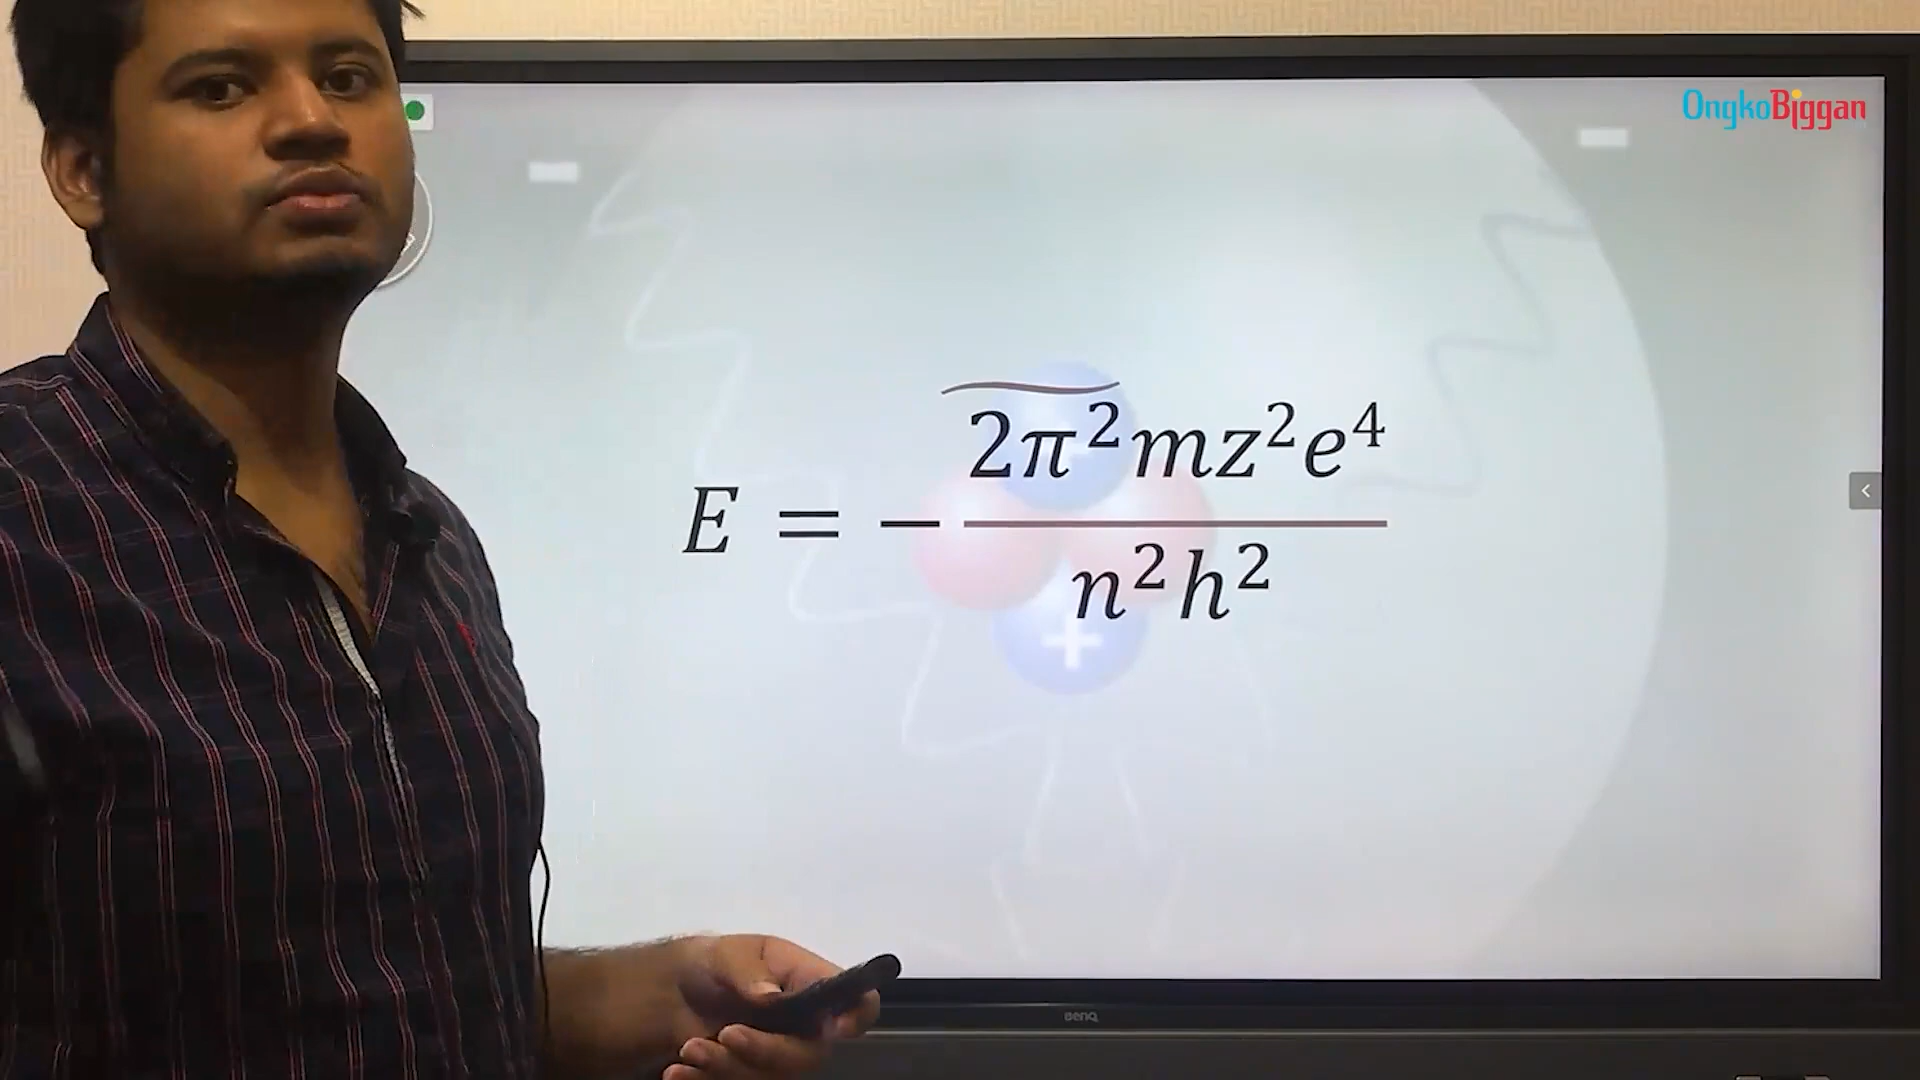 OngkoBiggan
E = − 2π²mz²e⁴ / n²h²
+
BenQ